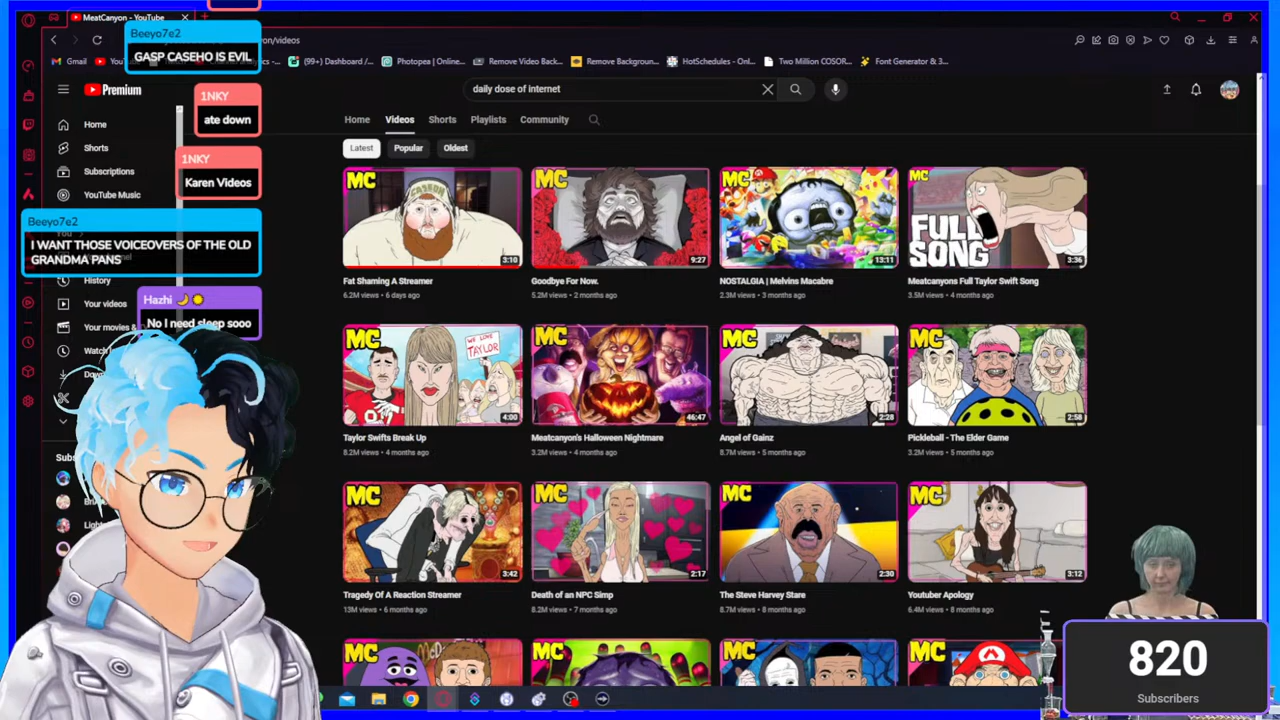 MeatCanyon - YouTube
on/videos
Gmail
(99+) Dashboard /...
Photopea | Online...
Remove Video Back...
Remove Backgroun...
HotSchedules - Onl...
Two Million COSOR...
Font Generator & 3...
Beeyo7e2
GASP CASEHO IS EVIL
1NKY
ate down
1NKY
Karen Videos
Beeyo7e2
I WANT THOSE VOICEOVERS OF THE OLD
GRANDMA PANS
Hazhi 🌙☀
No I need sleep sooo
Premium
daily dose of internet
Home
Shorts
Subscriptions
YouTube Music
History
Your videos
Your movies &
Watch
Home
Videos
Shorts
Playlists
Community
Latest
Popular
Oldest
MC
CASEOH
3:10
Fat Shaming A Streamer
6.2M views • 6 days ago
MC
9:27
Goodbye For Now.
5.2M views • 2 months ago
MC
13:11
NOSTALGIA | Melvins Macabre
2.3M views • 3 months ago
MC
FULL
SONG
3:36
Meatcanyons Full Taylor Swift Song
3.5M views • 4 months ago
MC
WE LOVE
TAYLOR
4:00
Taylor Swifts Break Up
8.2M views • 4 months ago
MC
46:47
Meatcanyon's Halloween Nightmare
3.2M views • 4 months ago
MC
2:28
Angel of Gainz
8.7M views • 5 months ago
MC
2:58
Pickleball - The Elder Game
3.2M views • 5 months ago
MC
3:42
Tragedy Of A Reaction Streamer
13M views • 6 months ago
MC
2:17
Death of an NPC Simp
8.2M views • 7 months ago
MC
2:30
The Steve Harvey Stare
8.7M views • 8 months ago
MC
3:12
Youtuber Apology
6.4M views • 8 months ago
MC
MC
MC
MC
820
Subscribers